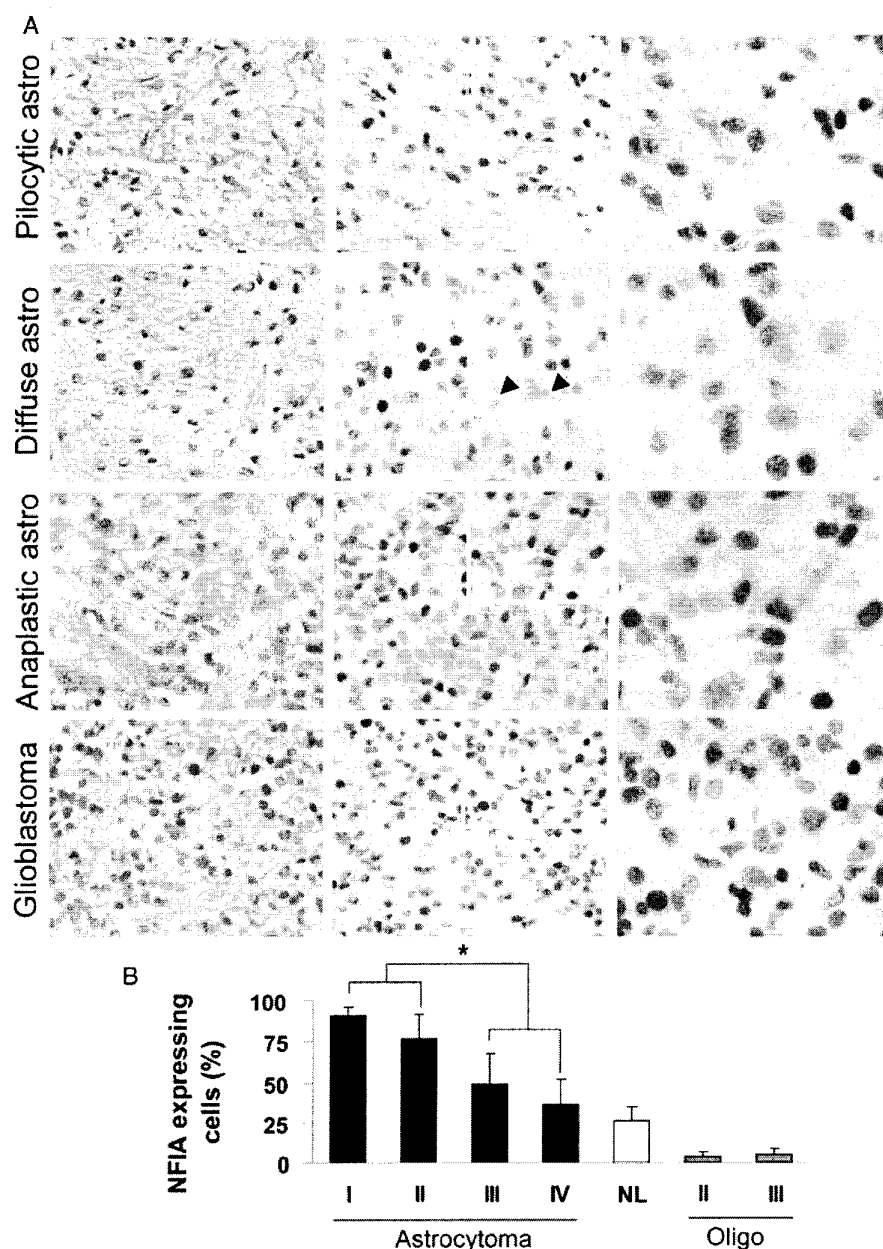 A
Pilocytic astro
Diffuse astro
Anaplastic astro
Glioblastoma
B
*
NFIA expressing
cells (%)
100
75
50
25
0
I II III IV NL II III
Astrocytoma Oligo